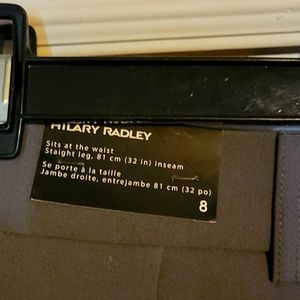 HILARY RADLEY
Sits at the waist
Staight leg, 81 cm (32 in) inseam
Se porte à la taille
Jambe droite, entrejambe 81 cm (32 po)
8